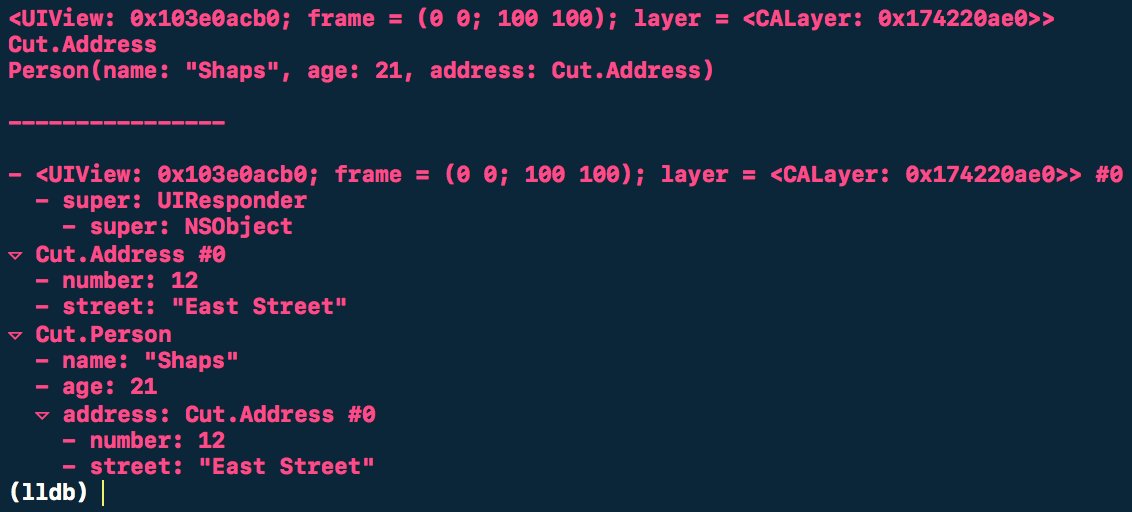 <UIView: 0x103e0acb0; frame = (0 0; 100 100); layer = <CALayer: 0x174220ae0>>
Cut.Address
Person(name: "Shaps", age: 21, address: Cut.Address)
----------------
- <UIView: 0x103e0acb0; frame = (0 0; 100 100); layer = <CALayer: 0x174220ae0>> #0
  - super: UIResponder
    - super: NSObject
▿ Cut.Address #0
  - number: 12
  - street: "East Street"
▿ Cut.Person
  - name: "Shaps"
  - age: 21
  ▿ address: Cut.Address #0
    - number: 12
    - street: "East Street"
(lldb)